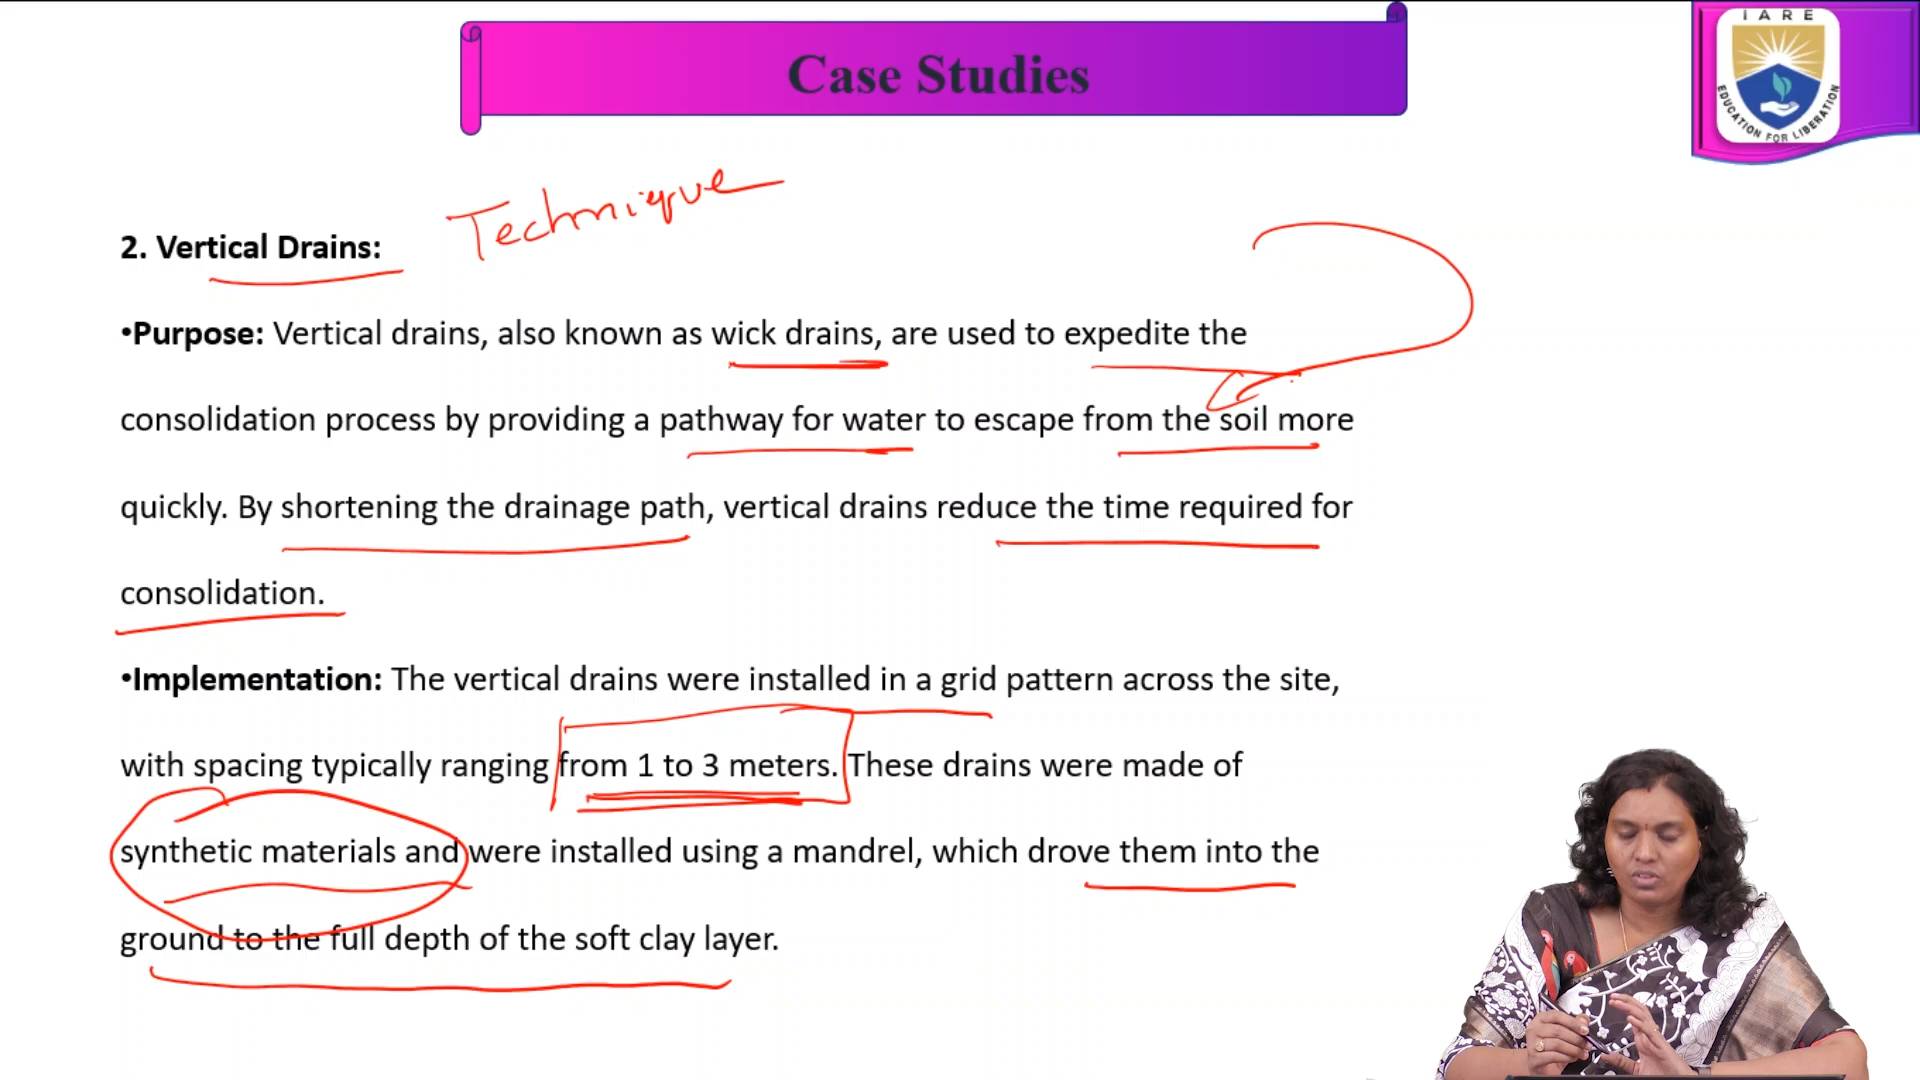 Case Studies
IARE
EDUCATION FOR LIBERATION
Technique
2. Vertical Drains:
•Purpose: Vertical drains, also known as wick drains, are used to expedite the
consolidation process by providing a pathway for water to escape from the soil more
quickly. By shortening the drainage path, vertical drains reduce the time required for
consolidation.
•Implementation: The vertical drains were installed in a grid pattern across the site,
with spacing typically ranging from 1 to 3 meters. These drains were made of
synthetic materials and were installed using a mandrel, which drove them into the
ground to the full depth of the soft clay layer.